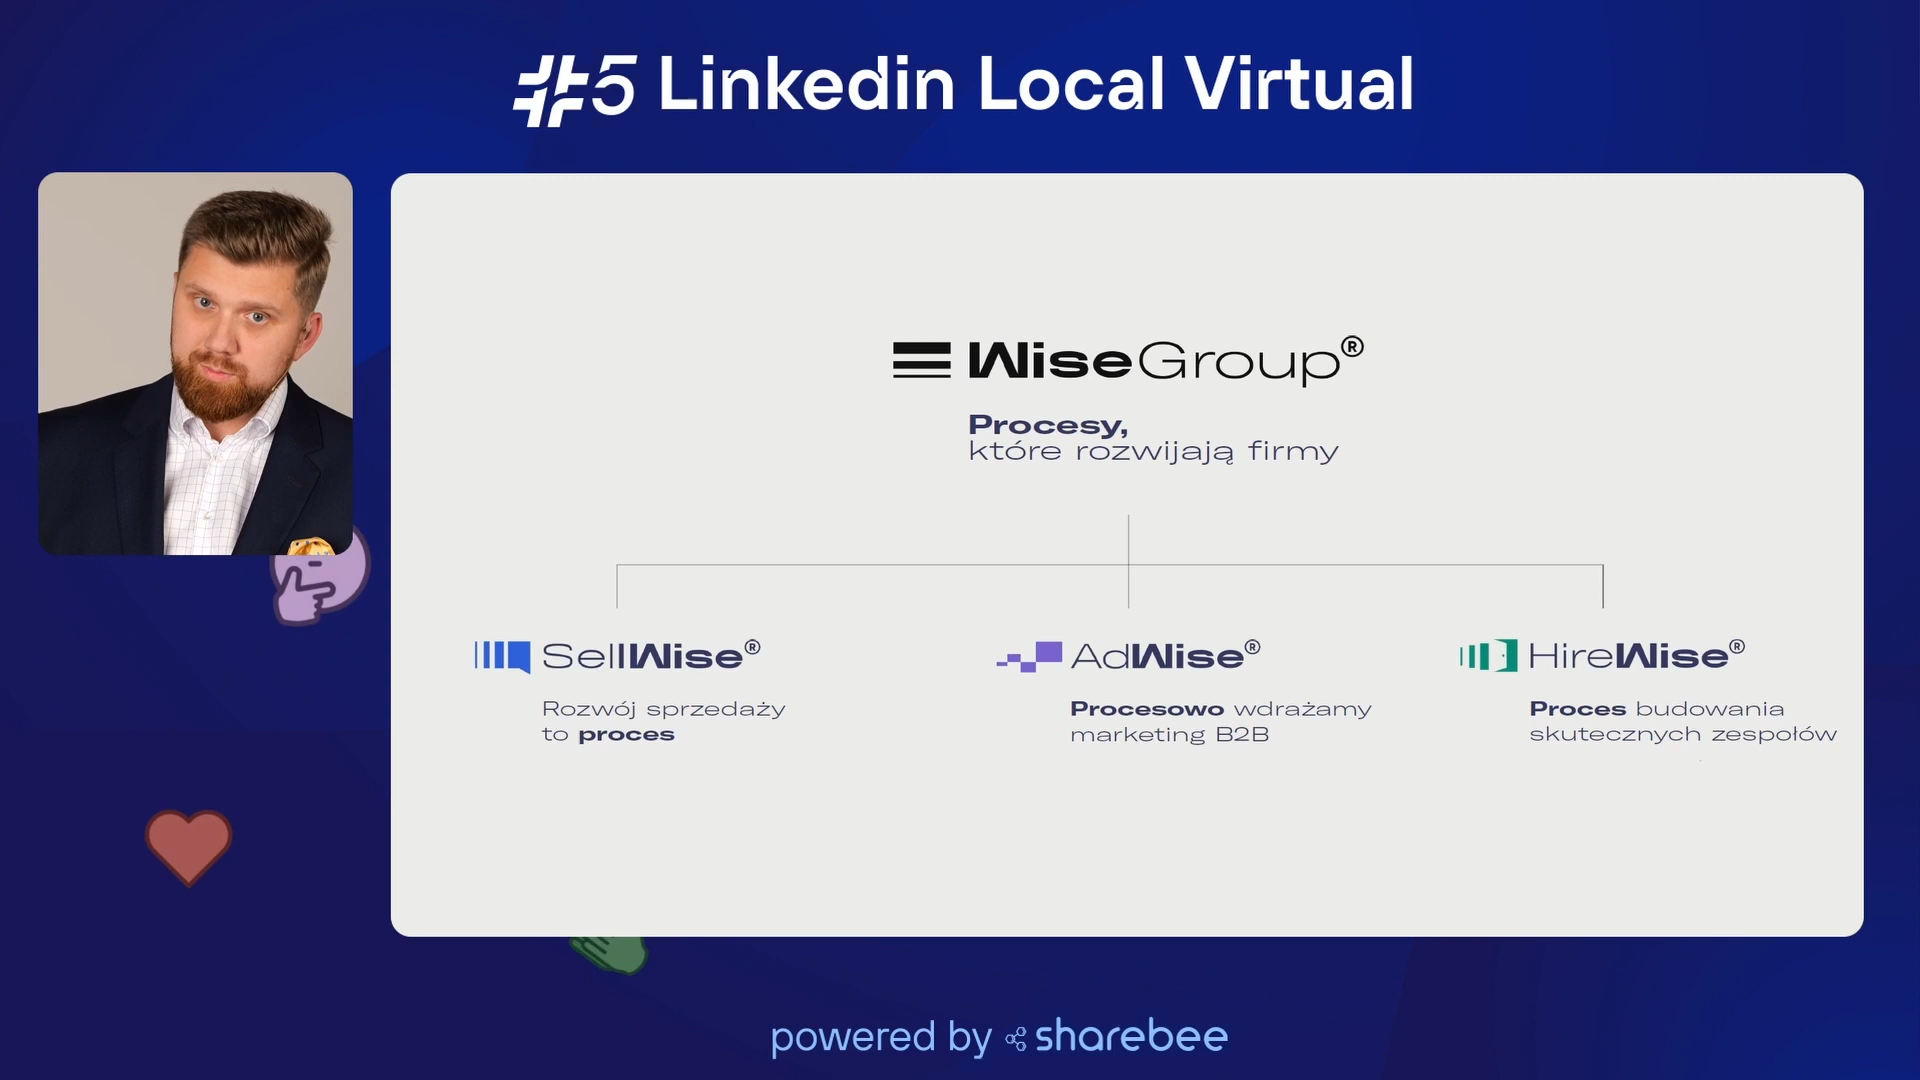 #5 Linkedin Local Virtual
WiseGroup®
Procesy,
które rozwijają firmy
SellWise®
Rozwój sprzedaży
to proces
AdWise®
Procesowo wdrażamy
marketing B2B
HireWise®
Proces budowania
skutecznych zespołów
powered by sharebee